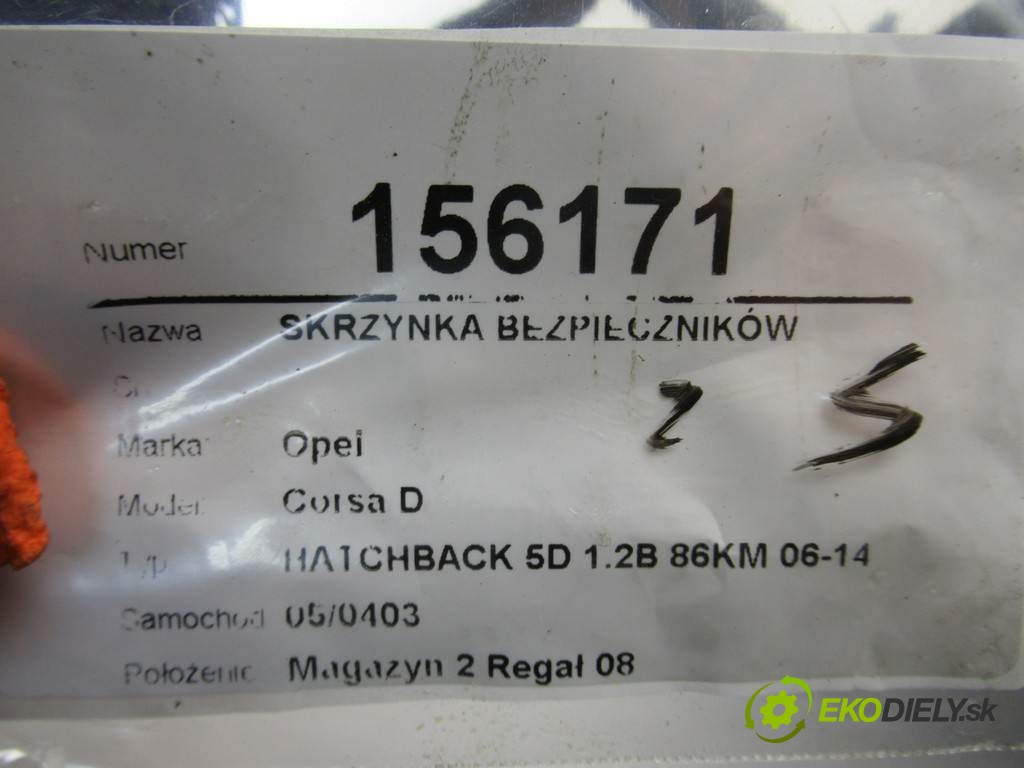 Numer 156171
Nazwa SKRZYNKA BEZPIECZNIKÓW
2 5
Marka Opel
Model Corsa D
Typ HATCHBACK 5D 1.2B 86KM 06-14
Samochód 05/0403
Położenie Magazyn 2 Regał 08
EKODIELY.sk